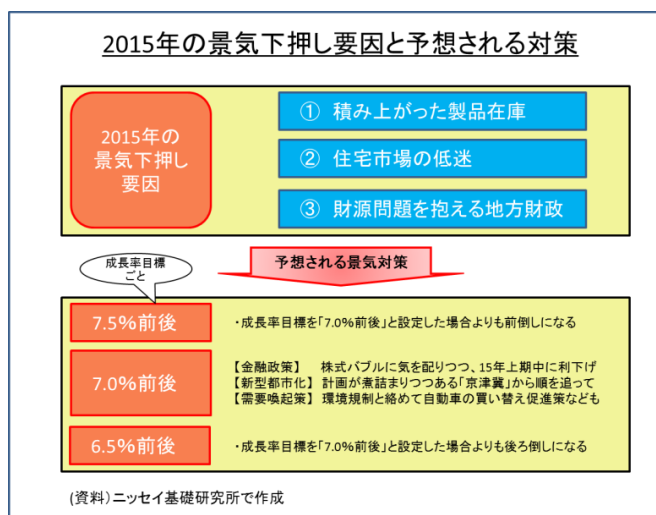 2015年の景気下押し要因と予想される対策
2015年の
景気下押し
要因
① 積み上がった製品在庫
② 住宅市場の低迷
③ 財源問題を抱える地方財政
成長率目標
ごと
予想される景気対策
7.5%前後
・成長率目標を「7.0%前後」と設定した場合よりも前倒しになる
7.0%前後
【金融政策】 株式バブルに気を配りつつ、15年上期中に利下げ
【新型都市化】 計画が煮詰まりつつある「京津冀」から順を追って
【需要喚起策】 環境規制と絡めて自動車の買い替え促進策なども
6.5%前後
・成長率目標を「7.0%前後」と設定した場合よりも後ろ倒しになる
(資料)ニッセイ基礎研究所で作成